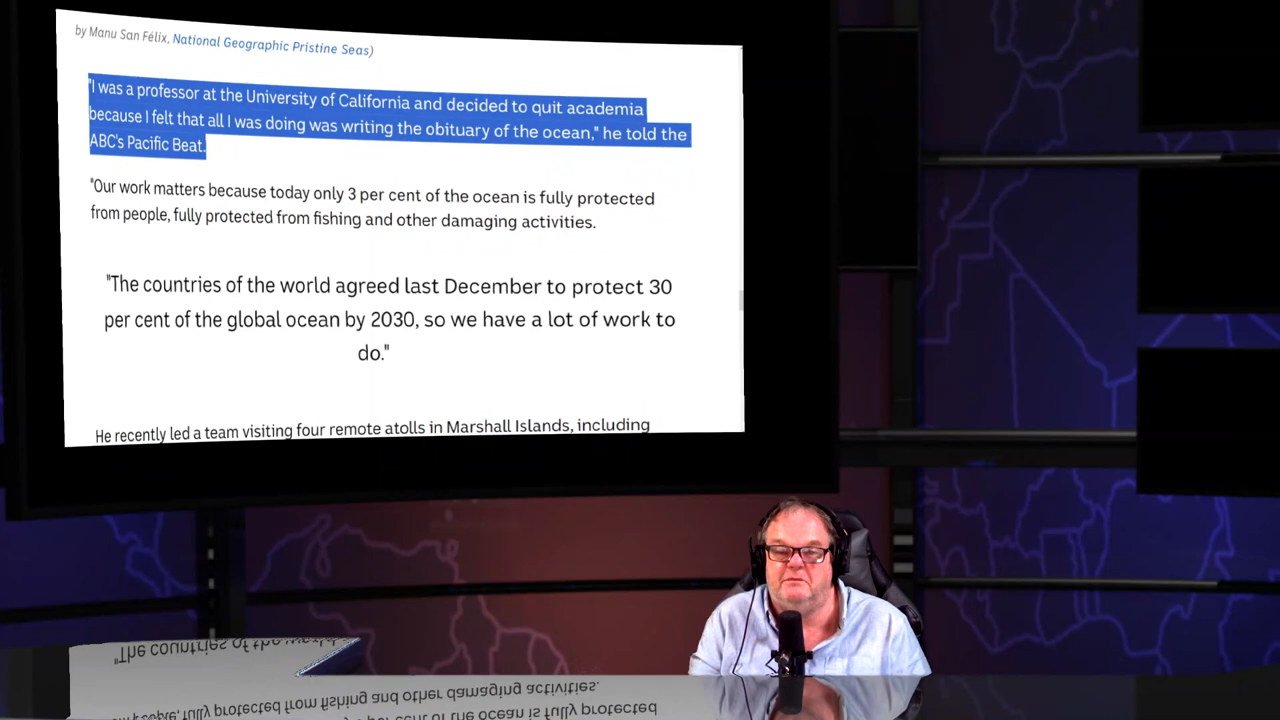 by Manu San Félix, National Geographic Pristine Seas)
"I was a professor at the University of California and decided to quit academia
because I felt that all I was doing was writing the obituary of the ocean," he told the
ABC's Pacific Beat.
"Our work matters because today only 3 per cent of the ocean is fully protected
from people, fully protected from fishing and other damaging activities.
"The countries of the world agreed last December to protect 30
per cent of the global ocean by 2030, so we have a lot of work to
do."
He recently led a team visiting four remote atolls in Marshall Islands, including